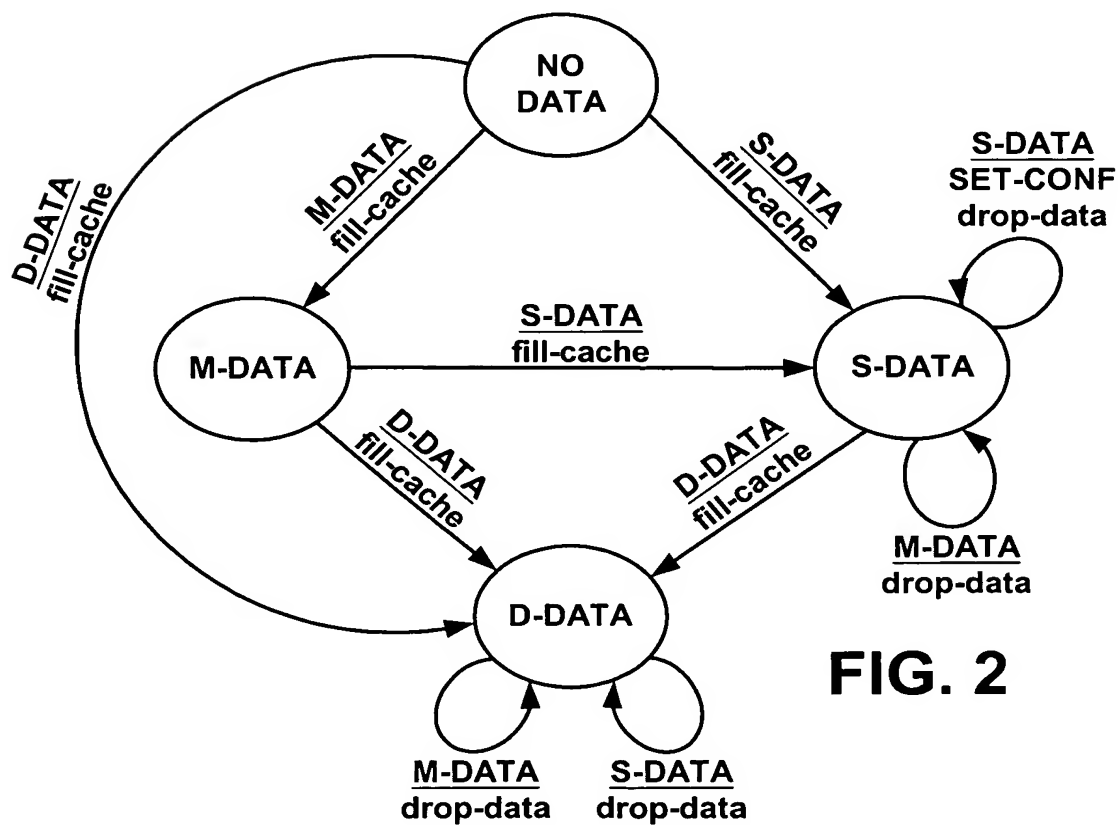 NO
DATA
D-DATA
fill-cache
M-DATA
fill-cache
S-DATA
fill-cache
S-DATA
SET-CONF
drop-data
M-DATA
S-DATA
fill-cache
S-DATA
D-DATA
fill-cache
D-DATA
fill-cache
M-DATA
drop-data
D-DATA
FIG. 2
M-DATA
drop-data
S-DATA
drop-data